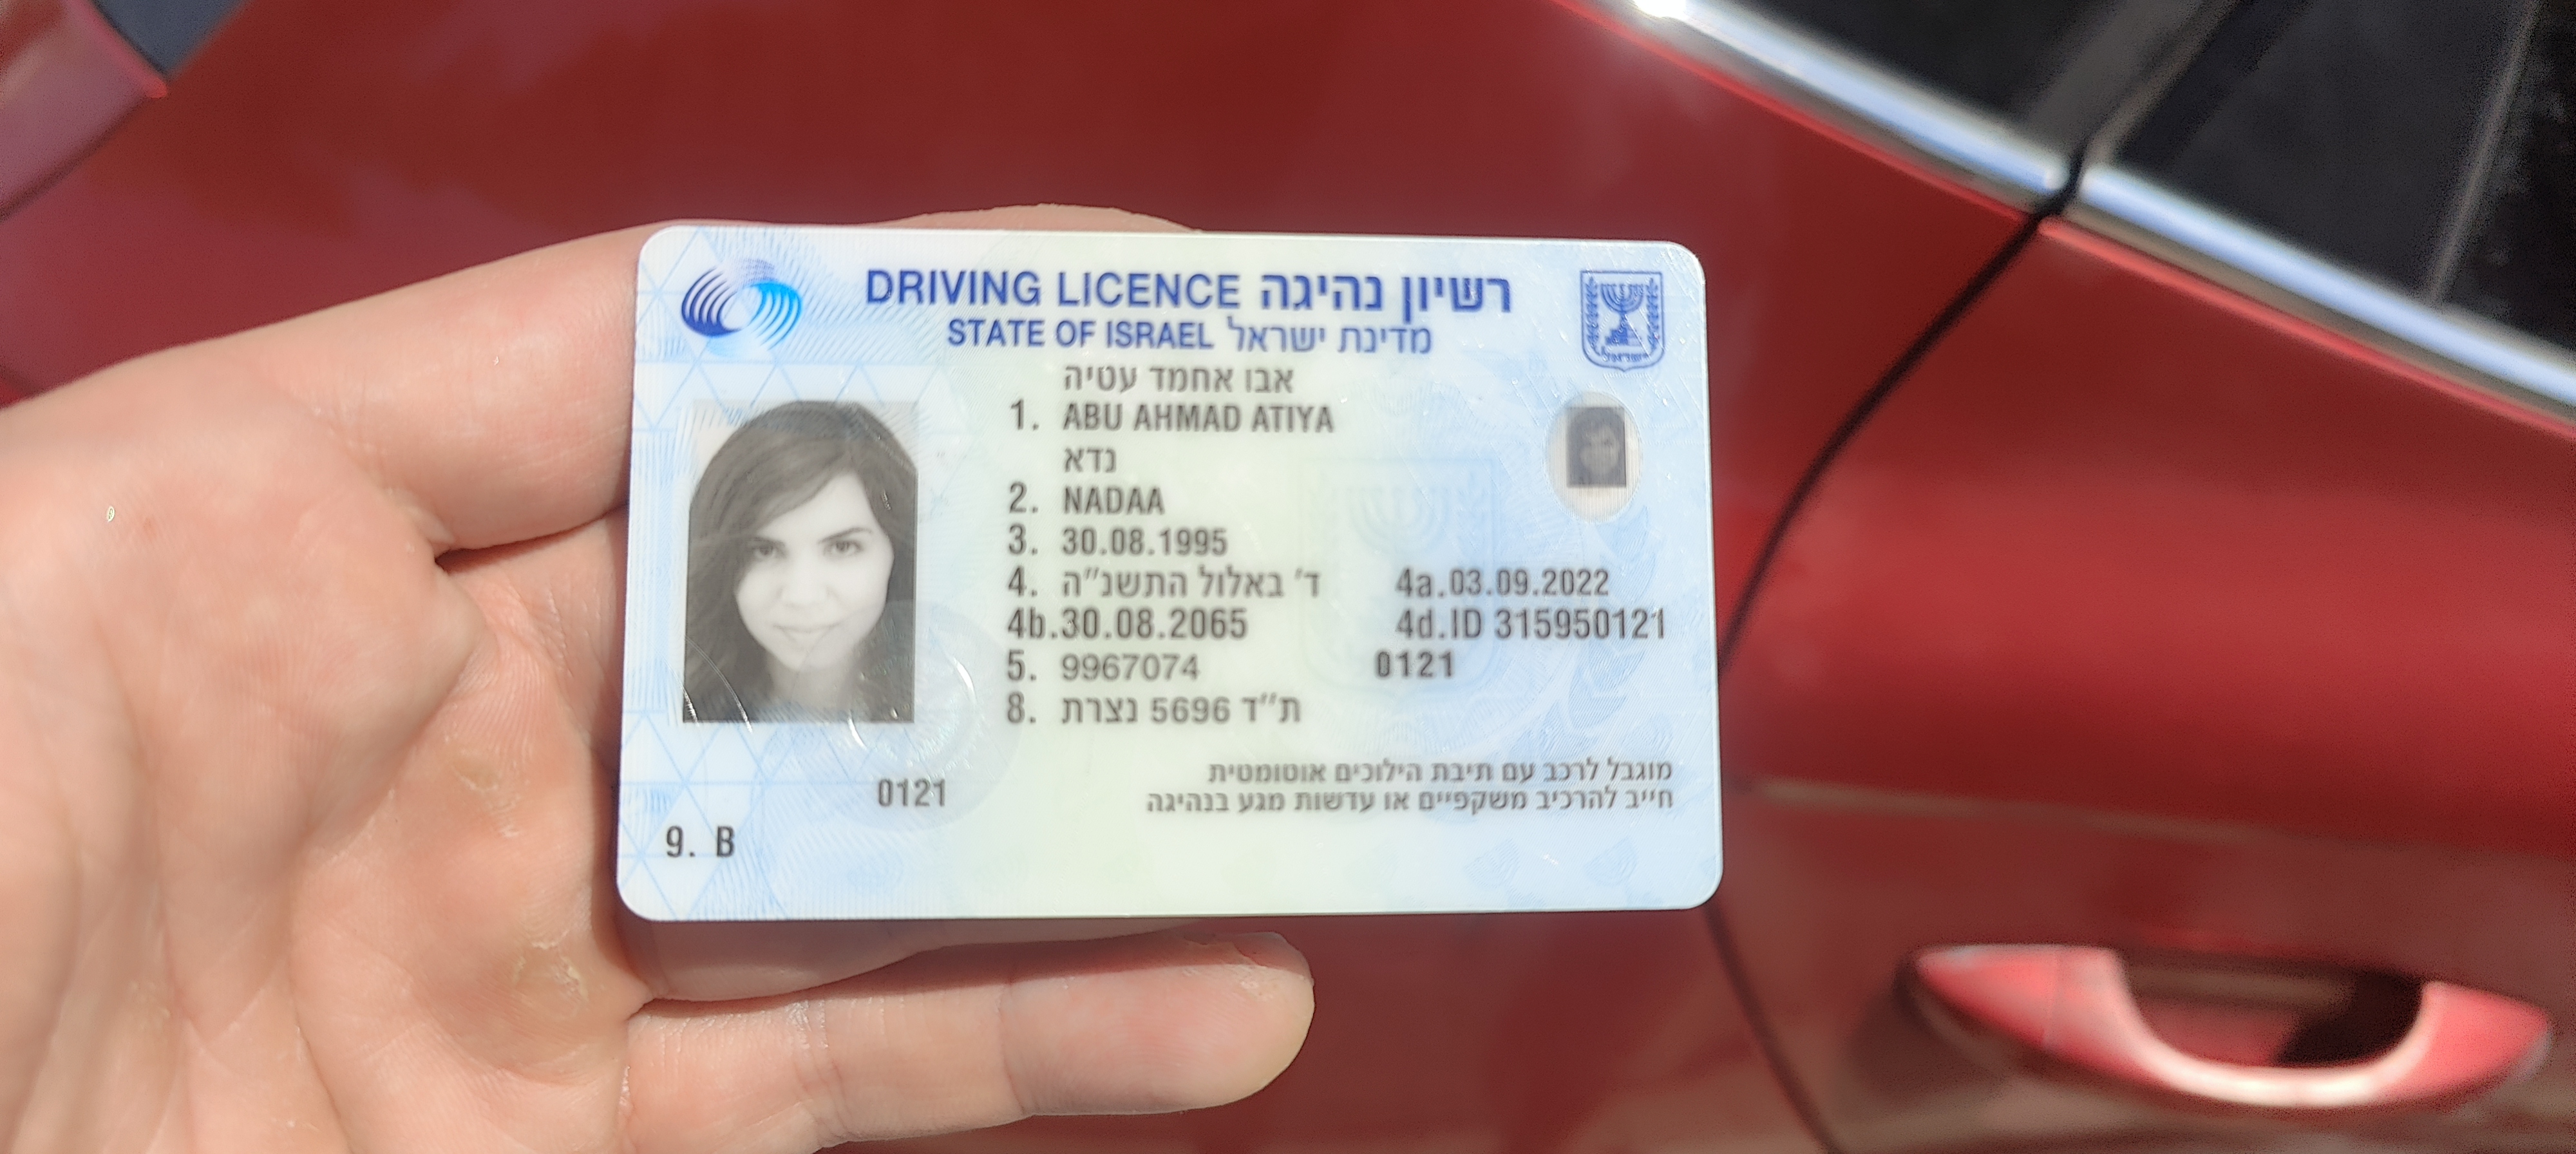 DRIVING LICENCE רשיון נהיגה
STATE OF ISRAEL מדינת ישראל
אבו אחמד עטיה
1. ABU AHMAD ATIYA
נדא
2. NADAA
3. 30.08.1995
4. ד' באלול התשנ"ה 4a.03.09.2022
4b.30.08.2065 4d.ID 315950121
5. 9967074 0121
8. ת"ד 5696 נצרת
מוגבל לרכב עם תיבת הילוכים אוטומטית
חייב להרכיב משקפיים או עדשות מגע בנהיגה
0121
9. B
ישראל